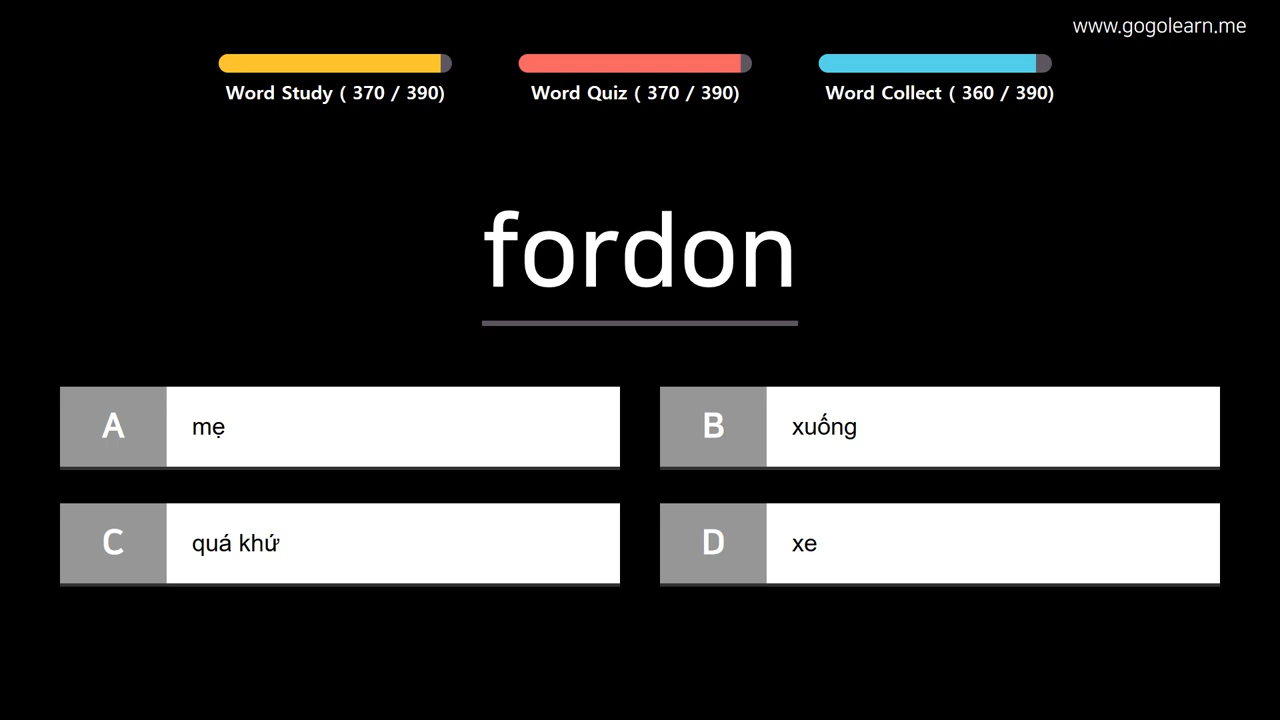 www.gogolearn.me
Word Study ( 370 / 390)
Word Quiz ( 370 / 390)
Word Collect ( 360 / 390)
fordon
A mẹ
B xuống
C quá khứ
D xe